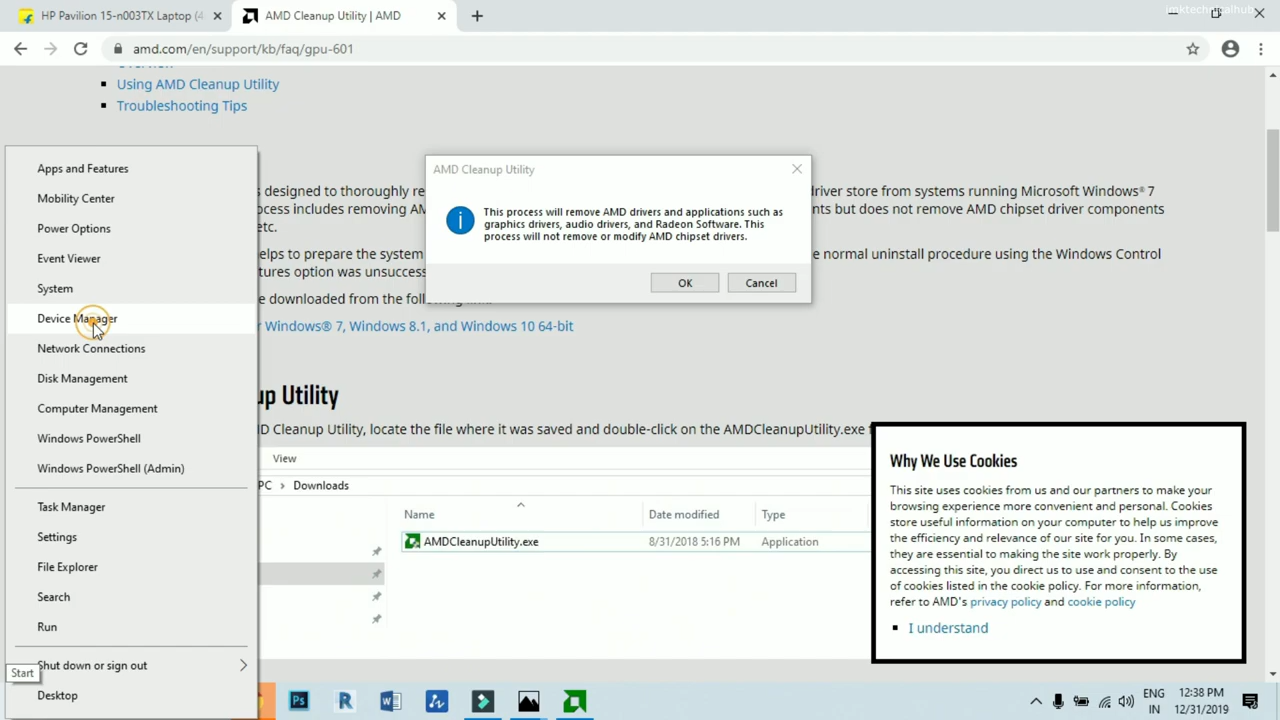 jmktechnicalhub
HP Pavilion 15-n003TX Laptop (4
AMD Cleanup Utility | AMD
amd.com/en/support/kb/faq/gpu-601
Using AMD Cleanup Utility
Troubleshooting Tips
Apps and Features
Mobility Center
Power Options
Event Viewer
System
Device Manager
Network Connections
Disk Management
Computer Management
Windows PowerShell
Windows PowerShell (Admin)
Task Manager
Settings
File Explorer
Search
Run
Shut down or sign out
Desktop
Start
AMD Cleanup Utility
This process will remove AMD drivers and applications such as
graphics drivers, audio drivers, and Radeon Software. This
process will not remove or modify AMD chipset drivers.
OK Cancel
s designed to thoroughly re river store from systems running Microsoft Windows® 7
ocess includes removing AM nts but does not remove AMD chipset driver components
etc.
elps to prepare the system e normal uninstall procedure using the Windows Control
tures option was unsucces
e downloaded from the follo
r Windows® 7, Windows 8.1, and Windows 10 64-bit
up Utility
D Cleanup Utility, locate the file where it was saved and double-click on the AMDCleanupUtility.exe
View
PC > Downloads
Name Date modified Type
AMDCleanupUtility.exe 8/31/2018 5:16 PM Application
Why We Use Cookies
This site uses cookies from us and our partners to make your
browsing experience more convenient and personal. Cookies
store useful information on your computer to help us improve
the efficiency and relevance of our site for you. In some cases,
they are essential to making the site work properly. By
accessing this site, you direct us to use and consent to the use
of cookies listed in the cookie policy. For more information,
refer to AMD's privacy policy and cookie policy
I understand
Ps
R
W
ENG
IN
12:38 PM
12/31/2019